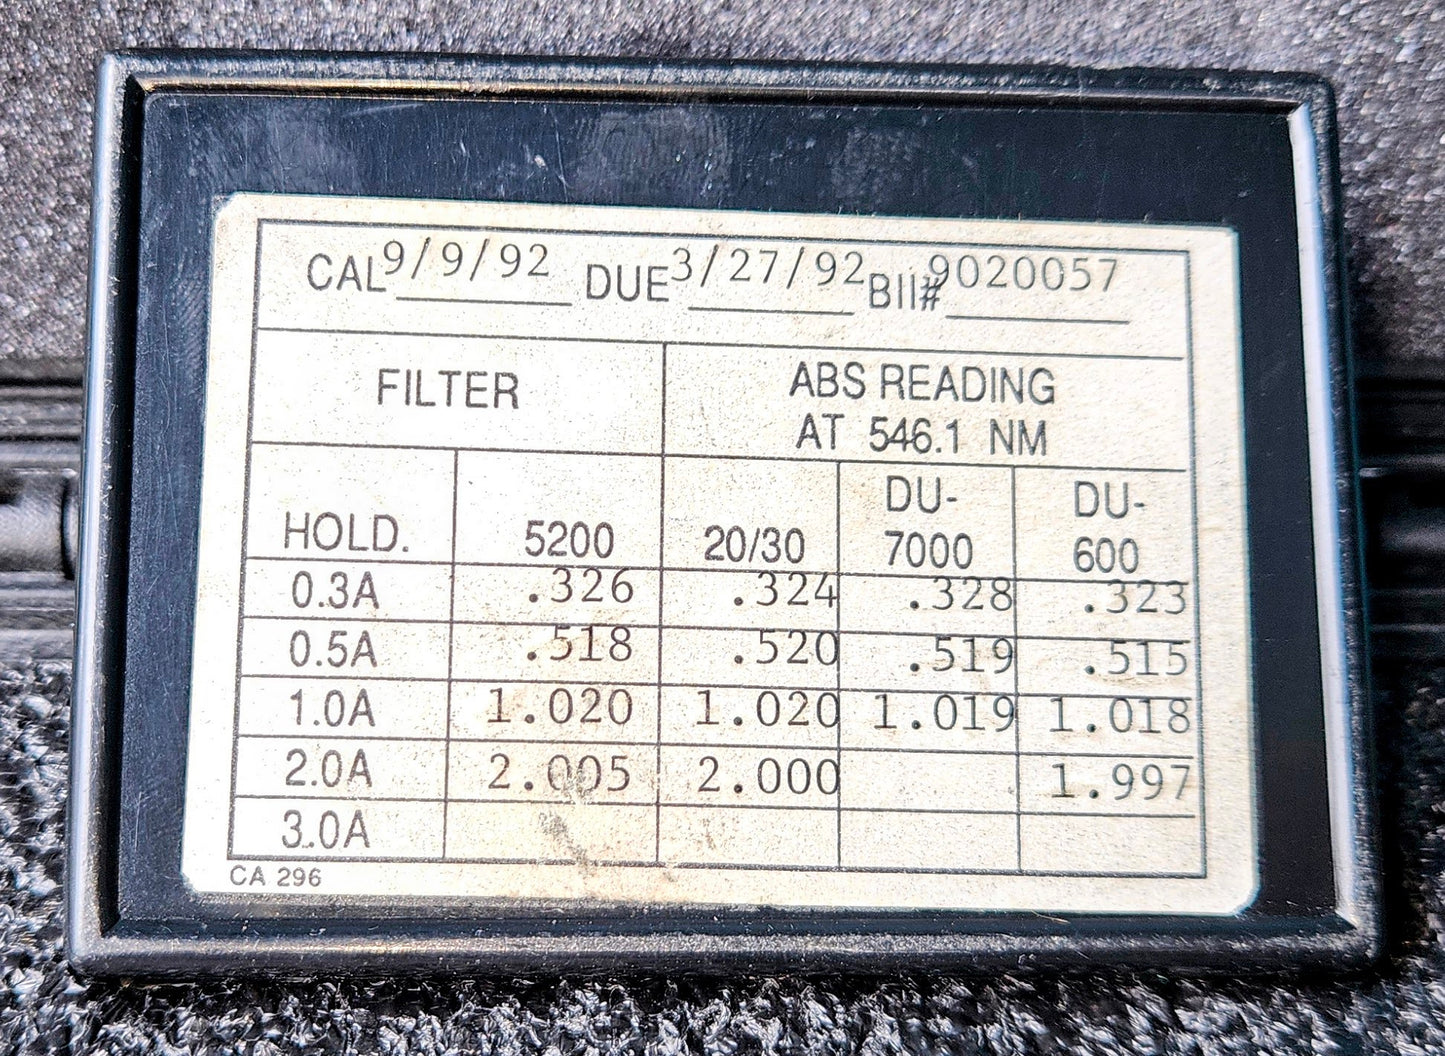 CAL 9/9/92 DUE 3/27/92 BII# 9020057
FILTER ABS READING
AT 546.1 NM
HOLD. 5200 20/30 DU-7000 DU-600
0.3A .326 .324 .328 .323
0.5A .518 .520 .519 .515
1.0A 1.020 1.020 1.019 1.018
2.0A 2.005 2.000 1.997
3.0A
CA 296